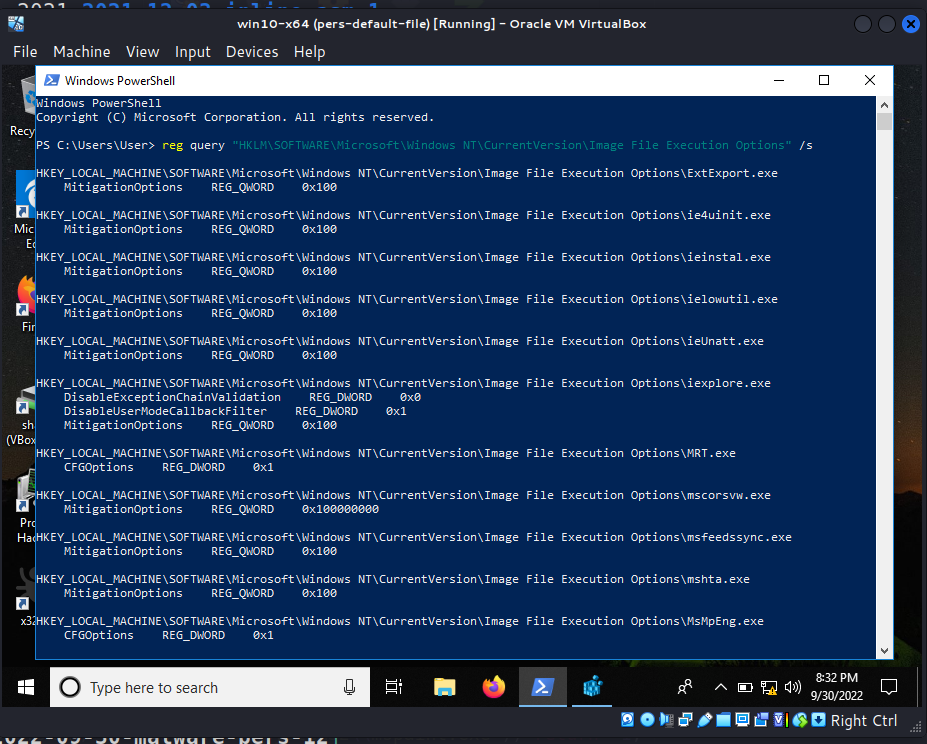 2021 2021-12-03-inline-asm-1
win10-x64 (pers-default-file) [Running] - Oracle VM VirtualBox
File Machine View Input Devices Help
Windows PowerShell
Windows PowerShell
Copyright (C) Microsoft Corporation. All rights reserved.
PS C:\Users\User> reg query "HKLM\SOFTWARE\Microsoft\Windows NT\CurrentVersion\Image File Execution Options" /s
HKEY_LOCAL_MACHINE\SOFTWARE\Microsoft\Windows NT\CurrentVersion\Image File Execution Options\ExtExport.exe
MitigationOptions REG_QWORD 0x100
HKEY_LOCAL_MACHINE\SOFTWARE\Microsoft\Windows NT\CurrentVersion\Image File Execution Options\ie4uinit.exe
MitigationOptions REG_QWORD 0x100
HKEY_LOCAL_MACHINE\SOFTWARE\Microsoft\Windows NT\CurrentVersion\Image File Execution Options\ieinstal.exe
MitigationOptions REG_QWORD 0x100
HKEY_LOCAL_MACHINE\SOFTWARE\Microsoft\Windows NT\CurrentVersion\Image File Execution Options\ielowutil.exe
MitigationOptions REG_QWORD 0x100
HKEY_LOCAL_MACHINE\SOFTWARE\Microsoft\Windows NT\CurrentVersion\Image File Execution Options\ieUnatt.exe
MitigationOptions REG_QWORD 0x100
HKEY_LOCAL_MACHINE\SOFTWARE\Microsoft\Windows NT\CurrentVersion\Image File Execution Options\iexplore.exe
DisableExceptionChainValidation REG_DWORD 0x0
DisableUserModeCallbackFilter REG_DWORD 0x1
MitigationOptions REG_QWORD 0x100
HKEY_LOCAL_MACHINE\SOFTWARE\Microsoft\Windows NT\CurrentVersion\Image File Execution Options\MRT.exe
CFGOptions REG_DWORD 0x1
HKEY_LOCAL_MACHINE\SOFTWARE\Microsoft\Windows NT\CurrentVersion\Image File Execution Options\mscorsvw.exe
MitigationOptions REG_QWORD 0x100000000
HKEY_LOCAL_MACHINE\SOFTWARE\Microsoft\Windows NT\CurrentVersion\Image File Execution Options\msfeedssync.exe
MitigationOptions REG_QWORD 0x100
HKEY_LOCAL_MACHINE\SOFTWARE\Microsoft\Windows NT\CurrentVersion\Image File Execution Options\mshta.exe
MitigationOptions REG_QWORD 0x100
HKEY_LOCAL_MACHINE\SOFTWARE\Microsoft\Windows NT\CurrentVersion\Image File Execution Options\MsMpEng.exe
CFGOptions REG_DWORD 0x1
Recy
Mic
Ec
Fir
sh
(VBox
Pro
Hac
x32
Type here to search
8:32 PM
9/30/2022
Right Ctrl
2022-09-30-malware-pers-12